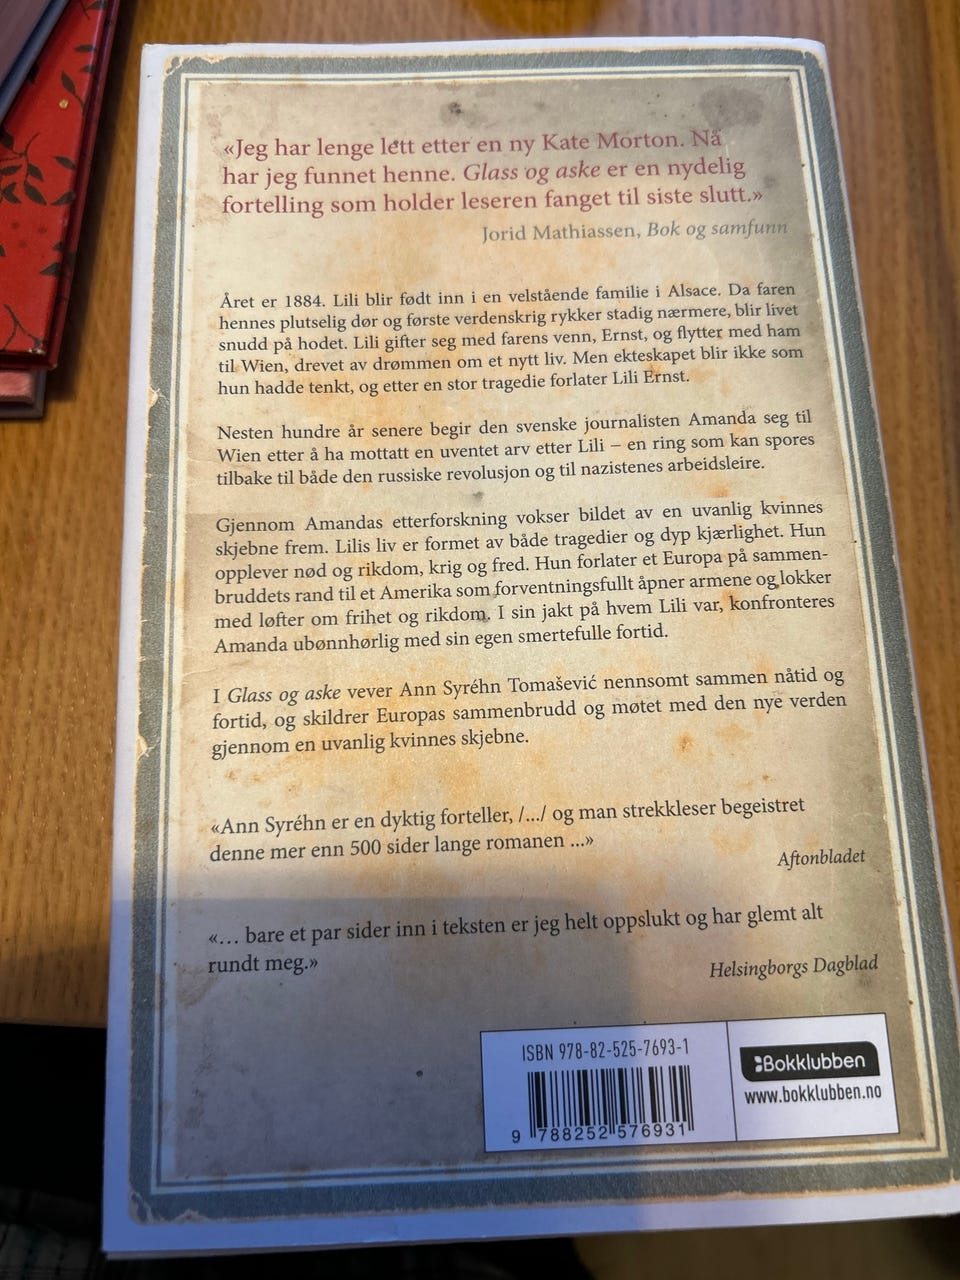 «Jeg har lenge lett etter en ny Kate Morton. Nå
har jeg funnet henne. Glass og aske er en nydelig
fortelling som holder leseren fanget til siste slutt.»
Jorid Mathiassen, Bok og samfunn
Året er 1884. Lili blir født inn i en velstående familie i Alsace. Da faren
hennes plutselig dør og første verdenskrig rykker stadig nærmere, blir livet
snudd på hodet. Lili gifter seg med farens venn, Ernst, og flytter med ham
til Wien, drevet av drømmen om et nytt liv. Men ekteskapet blir ikke som
hun hadde tenkt, og etter en stor tragedie forlater Lili Ernst.
Nesten hundre år senere begir den svenske journalisten Amanda seg til
Wien etter å ha mottatt en uventet arv etter Lili – en ring som kan spores
tilbake til både den russiske revolusjon og til nazistenes arbeidsleire.
Gjennom Amandas etterforskning vokser bildet av en uvanlig kvinnes
skjebne frem. Lilis liv er formet av både tragedier og dyp kjærlighet. Hun
opplever nød og rikdom, krig og fred. Hun forlater et Europa på sammen-
bruddets rand til et Amerika som forventningsfullt åpner armene og lokker
med løfter om frihet og rikdom. I sin jakt på hvem Lili var, konfronteres
Amanda ubønnhørlig med sin egen smertefulle fortid.
I Glass og aske vever Ann Syréhn Tomašević nennsomt sammen nåtid og
fortid, og skildrer Europas sammenbrudd og møtet med den nye verden
gjennom en uvanlig kvinnes skjebne.
«Ann Syréhn er en dyktig forteller, /.../ og man strekkleser begeistret
denne mer enn 500 sider lange romanen ...»
Aftonbladet
«... bare et par sider inn i teksten er jeg helt oppslukt og har glemt alt
rundt meg.»
Helsingborgs Dagblad
ISBN 978-82-525-7693-1
9 788252 576931
Bokklubben
www.bokklubben.no